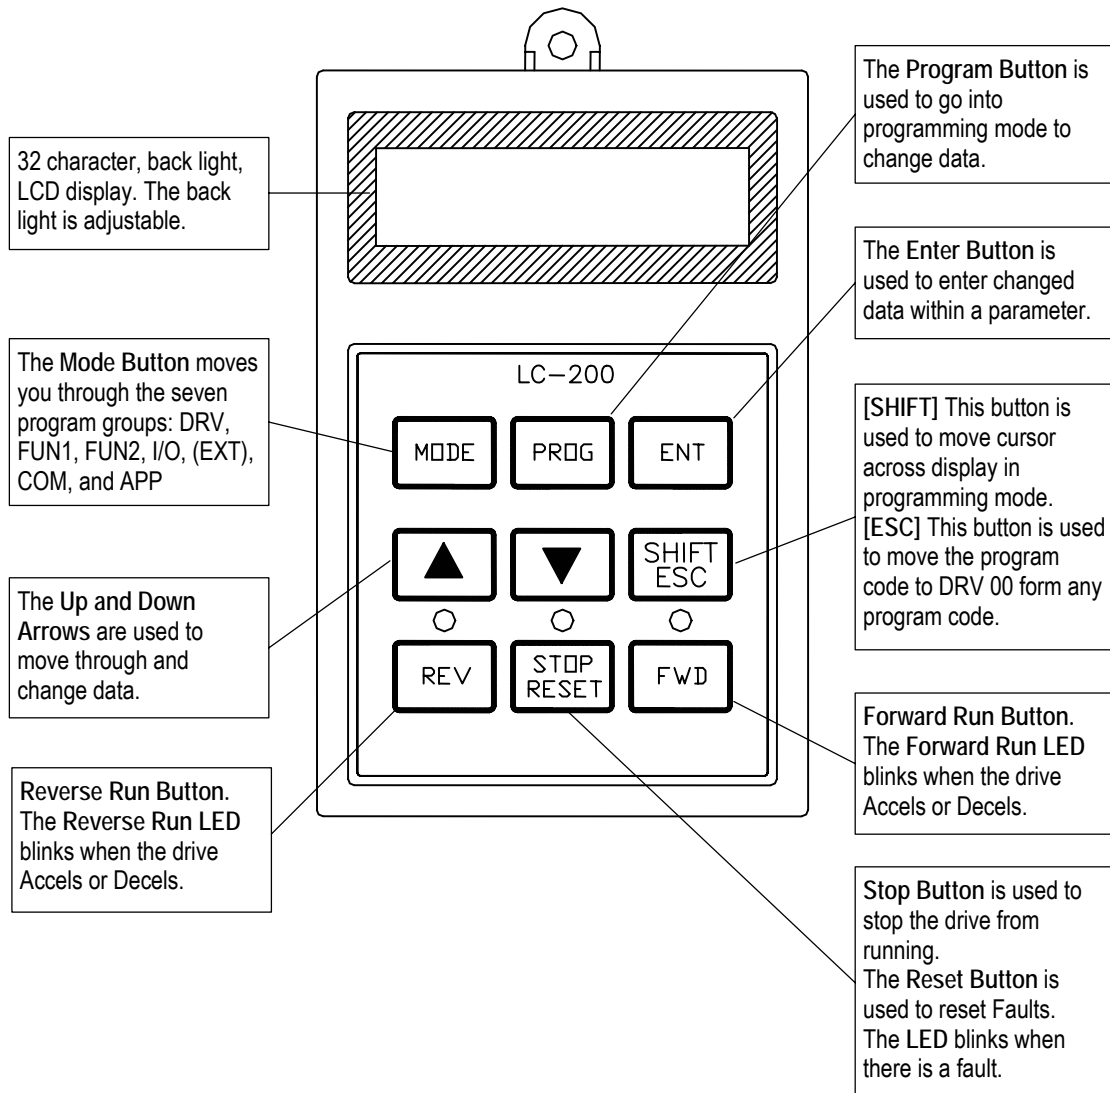 32 character, back light,
LCD display. The back
light is adjustable.
The Mode Button moves
you through the seven
program groups: DRV,
FUN1, FUN2, I/O, (EXT),
COM, and APP
The Up and Down
Arrows are used to
move through and
change data.
Reverse Run Button.
The Reverse Run LED
blinks when the drive
Accels or Decels.
LC-200
MODE
PROG
ENT
SHIFT
ESC
REV
STOP
RESET
FWD
The Program Button is
used to go into
programming mode to
change data.
The Enter Button is
used to enter changed
data within a parameter.
[SHIFT] This button is
used to move cursor
across display in
programming mode.
[ESC] This button is used
to move the program
code to DRV 00 form any
program code.
Forward Run Button.
The Forward Run LED
blinks when the drive
Accels or Decels.
Stop Button is used to
stop the drive from
running.
The Reset Button is
used to reset Faults.
The LED blinks when
there is a fault.